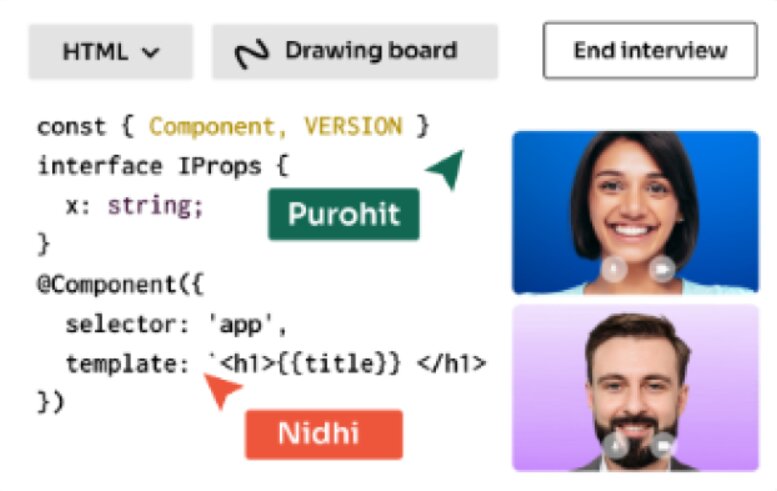 HTML
Drawing board
End interview
const { Component, VERSION }
interface IProps {
x: string;
Purohit
}
@Component({
selector: 'app',
template: `<h1>{{title}} </h1>
})
Nidhi